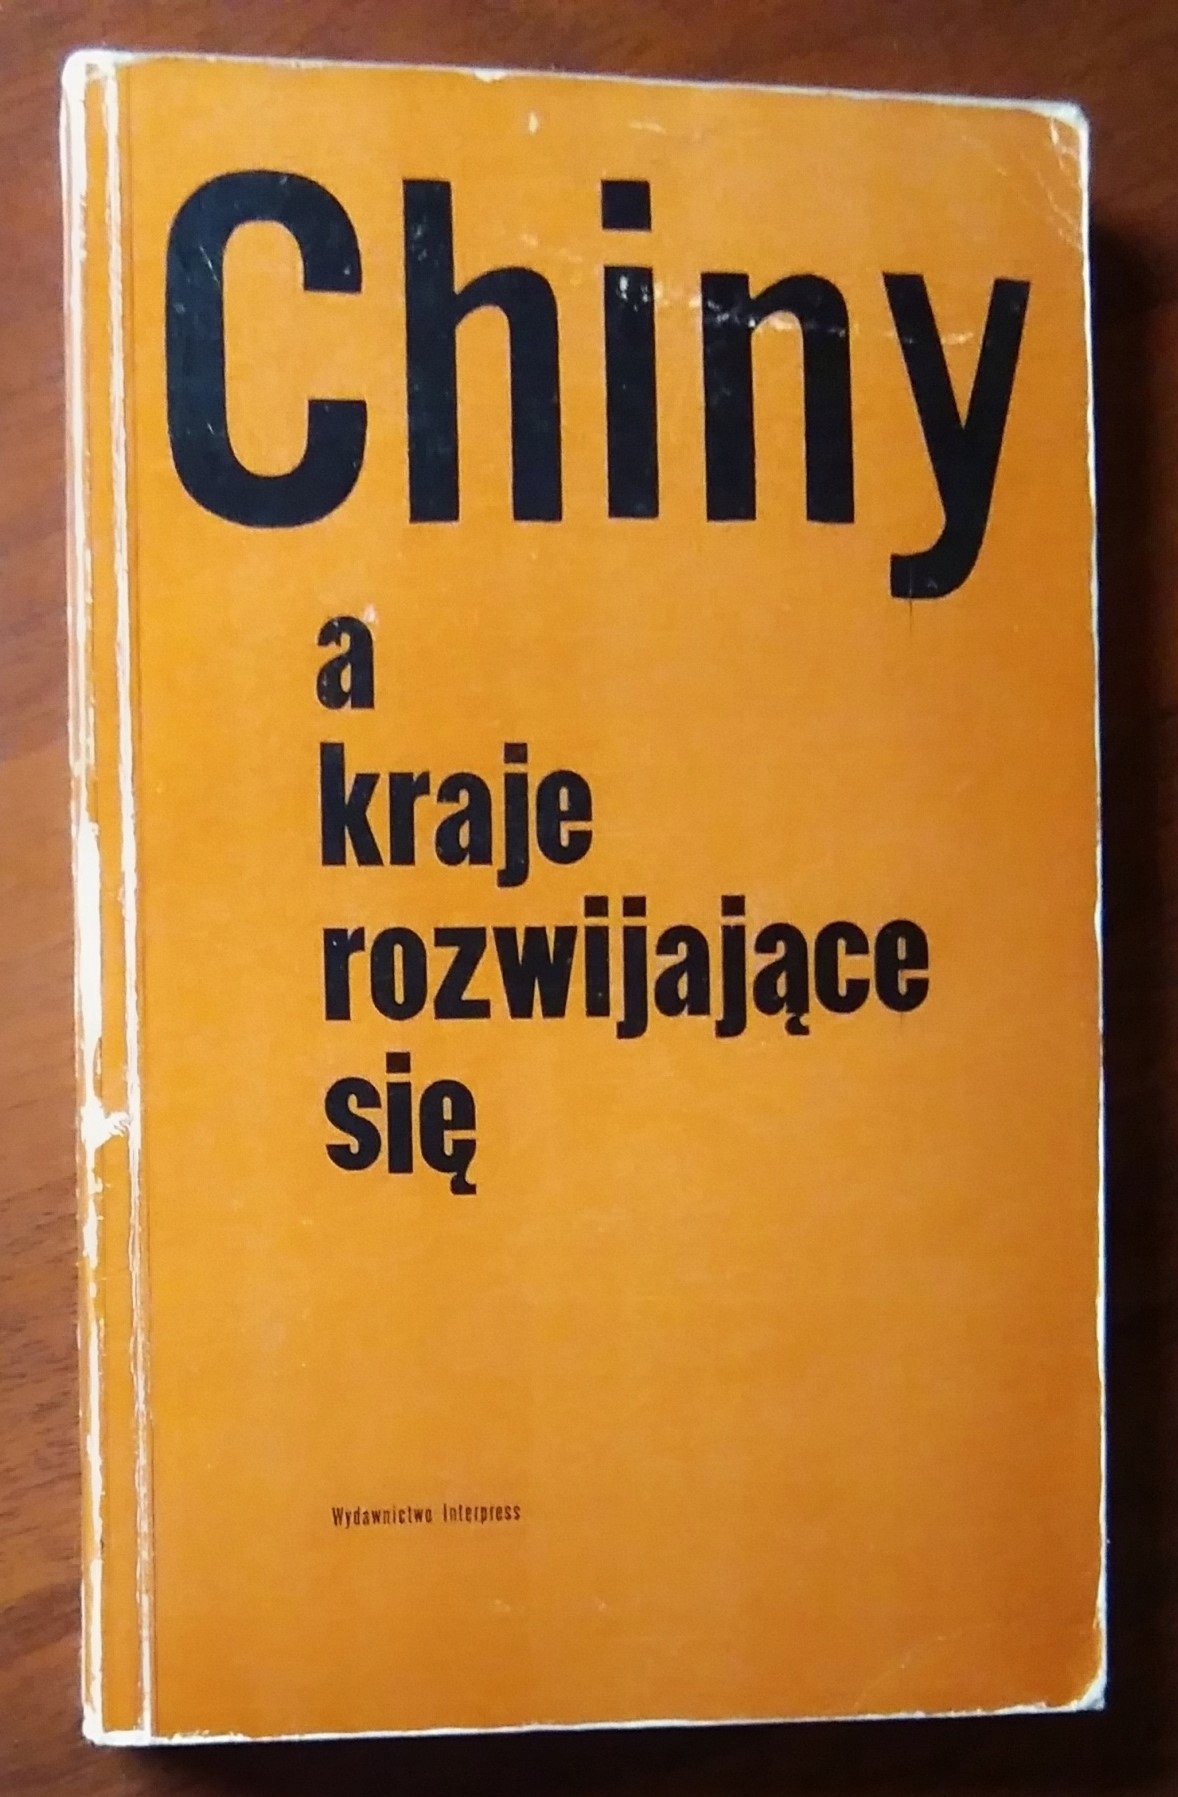 Chiny
a
kraje
rozwijające
się
Wydawnictwo Interpress